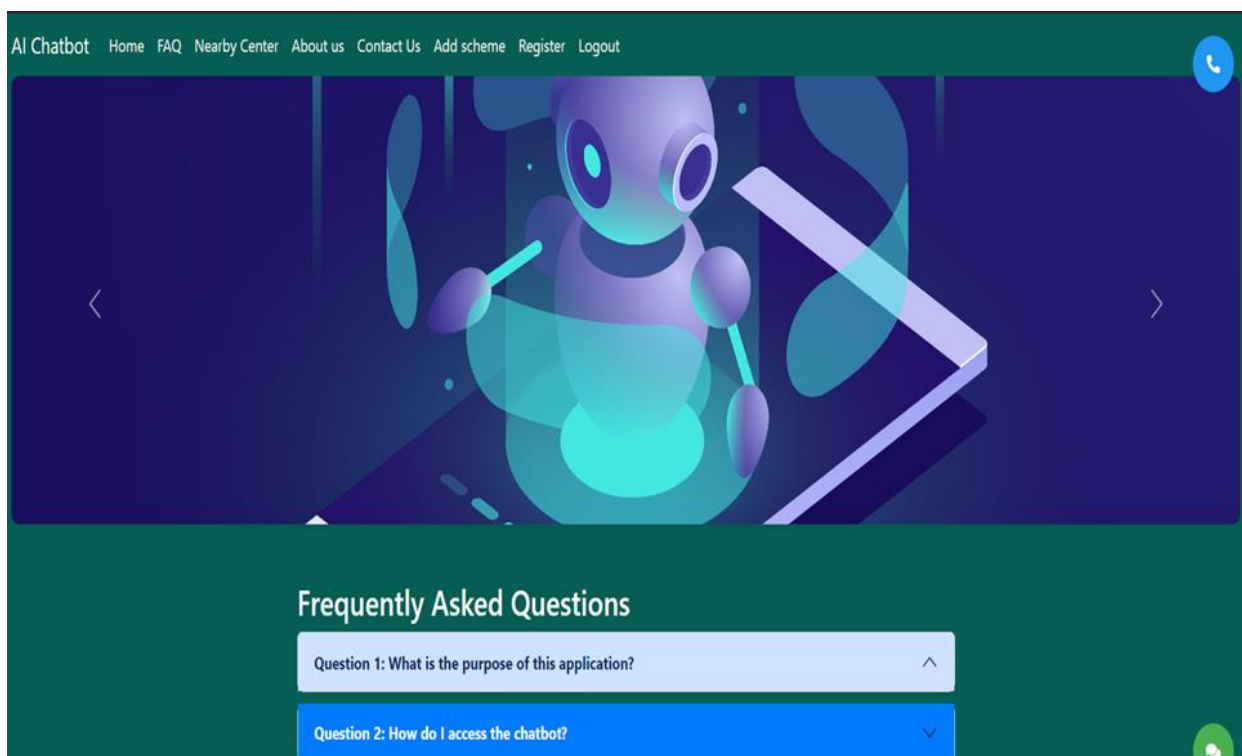 AI Chatbot Home FAQ Nearby Center About us Contact Us Add scheme Register Logout
Frequently Asked Questions
Question 1: What is the purpose of this application?
Question 2: How do I access the chatbot?